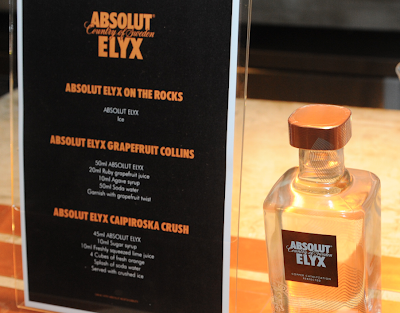 ABSOLUT
Country of Sweden
ELYX
ABSOLUT ELYX ON THE ROCKS
ABSOLUT ELYX
Ice
ABSOLUT ELYX GRAPEFRUIT COLLINS
50ml ABSOLUT ELYX
20ml Ruby grapefruit juice
10ml Agave syrup
50ml Soda water
Garnish with grapefruit twist
ABSOLUT ELYX CAIPIROSKA CRUSH
45ml ABSOLUT ELYX
10ml Sugar syrup
10ml Freshly squeezed lime juice
4 Cubes of fresh orange
Splash of soda water
Served with crushed ice
ABSOLUT
Country of Sweden
ELYX